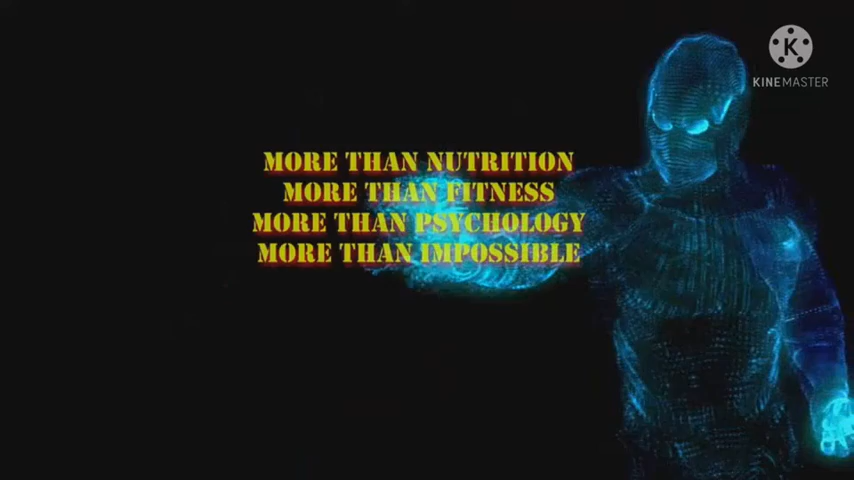 MORE THAN NUTRITION
MORE THAN FITNESS
MORE THAN PSYCHOLOGY
MORE THAN IMPOSSIBLE
K
KINEMASTER